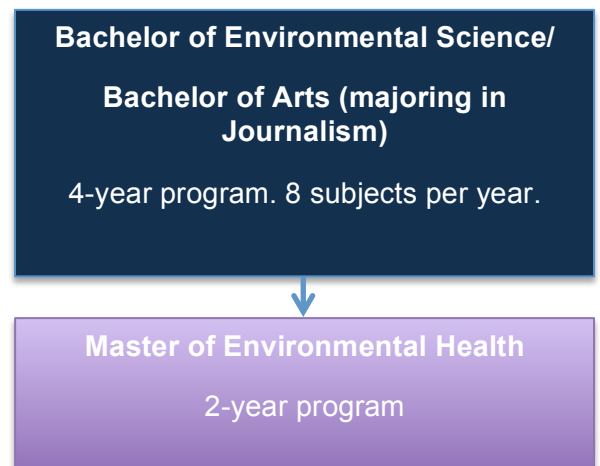 Bachelor of Environmental Science/
Bachelor of Arts (majoring in
Journalism)
4-year program. 8 subjects per year.
Master of Environmental Health
2-year program